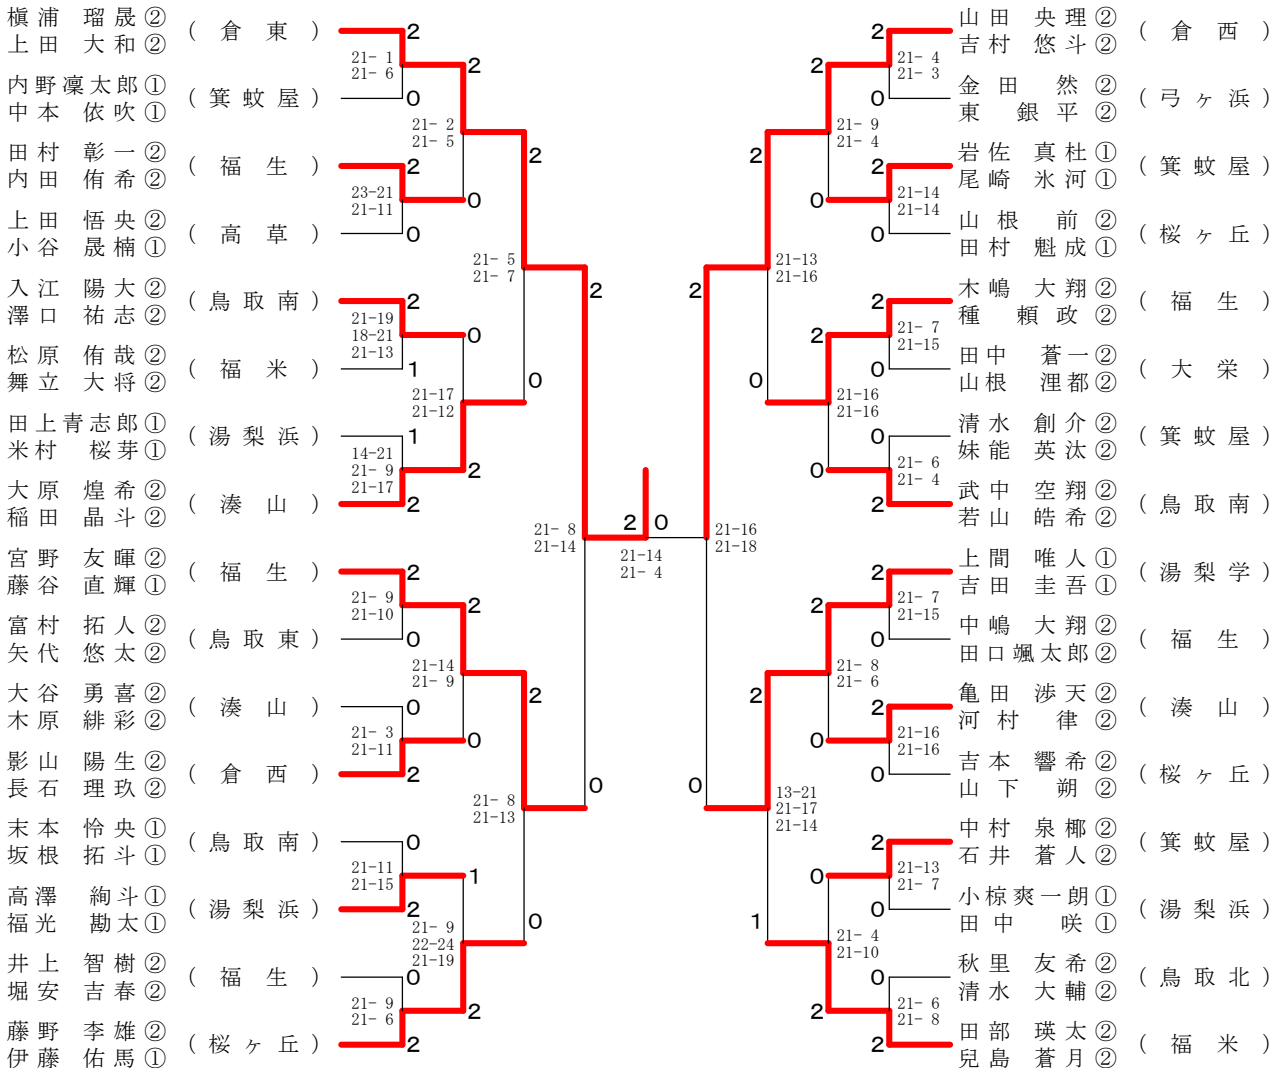 槇浦 瑠晟②
上田 大和②
(倉東)
2
21- 1
21- 6
内野凜太郎①
中本 依吹①
(箕蚊屋)
0
2
21- 2
21- 5
田村 彰一②
内田 侑希②
(福生)
2
23-21
21-11
上田 悟央②
小谷 晟楠①
(高草)
0
0
2
21- 5
21- 7
入江 陽大②
澤口 祐志②
(鳥取南)
2
21-19
18-21
21-13
松原 侑哉②
舞立 大将②
(福米)
1
0
21-17
21-12
田上青志郎①
米村 桜芽①
(湯梨浜)
1
14-21
21- 9
21-17
大原 煌希②
稲田 晶斗②
(湊山)
2
2
0
2
21- 8
21-14
宮野 友暉②
藤谷 直輝①
(福生)
2
21- 9
21-10
富村 拓人②
矢代 悠太②
(鳥取東)
0
2
21-14
21- 9
大谷 勇喜②
木原 緋彩②
(湊山)
0
21- 3
21-11
影山 陽生②
長石 理玖②
(倉西)
2
0
2
21- 8
21-13
末本 怜央①
坂根 拓斗①
(鳥取南)
0
21-11
21-15
高澤 絢斗①
福光 勘太①
(湯梨浜)
2
1
21- 9
22-24
21-19
井上 智樹②
堀安 吉春②
(福生)
0
21- 9
21- 6
藤野 李雄②
伊藤 佑馬①
(桜ヶ丘)
2
2
0
0
2 0
21-14
21- 4
山田 央理②
吉村 悠斗②
(倉西)
2
21- 4
21- 3
金田 然②
東 銀平②
(弓ヶ浜)
0
2
21- 9
21- 4
岩佐 真杜①
尾崎 氷河①
(箕蚊屋)
2
21-14
21-14
山根 前②
田村 魁成①
(桜ヶ丘)
0
0
2
21-13
21-16
木嶋 大翔②
種 頼政②
(福生)
2
21- 7
21-15
田中 蒼一②
山根 浬都②
(大栄)
0
2
21-16
21-16
清水 創介②
妹能 英汰②
(箕蚊屋)
0
21- 6
21- 4
武中 空翔②
若山 皓希②
(鳥取南)
2
0
0
2
21-16
21-18
上間 唯人①
吉田 圭吾①
(湯梨学)
2
21- 7
21-15
中嶋 大翔②
田口颯太郎②
(福生)
0
2
21- 8
21- 6
亀田 渉天②
河村 律②
(湊山)
2
21-16
21-16
吉本 響希②
山下 朔②
(桜ヶ丘)
0
0
2
13-21
21-17
21-14
中村 泉椰②
石井 蒼人②
(箕蚊屋)
2
21-13
21- 7
小椋爽一朗①
田中 咲①
(湯梨浜)
0
0
21- 4
21-10
秋里 友希②
清水 大輔②
(鳥取北)
0
21- 6
21- 8
田部 瑛太②
兒島 蒼月②
(福米)
2
2
1
0